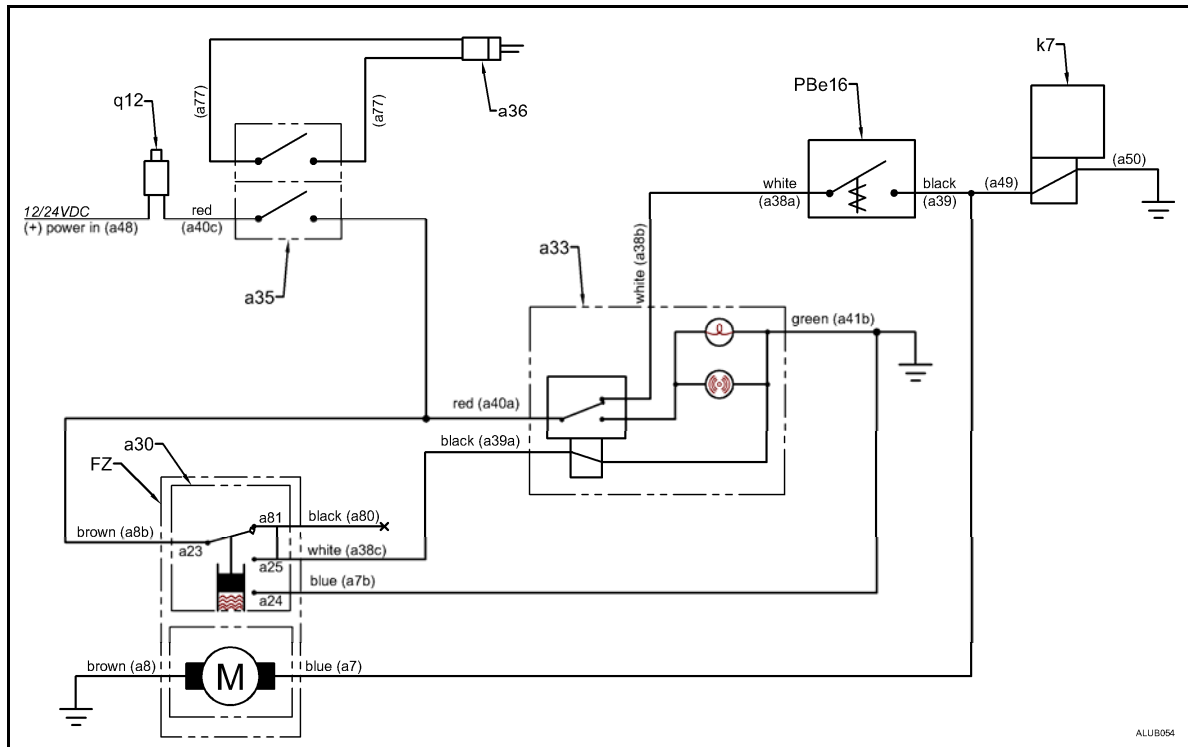 k7
a36
(a77)
(a77)
q12
PBe16
white
(a38a)
black
(a39)
(a49)
(a50)
12/24VDC
(+) power in (a48)
red
(a40c)
a35
a33
white (a38b)
green (a41b)
red (a40a)
black (a39a)
a30
FZ
a81
black (a80)
brown (a8b)
a23
a25
white (a38c)
a24
blue (a7b)
brown (a8)
M
blue (a7)
ALUB054